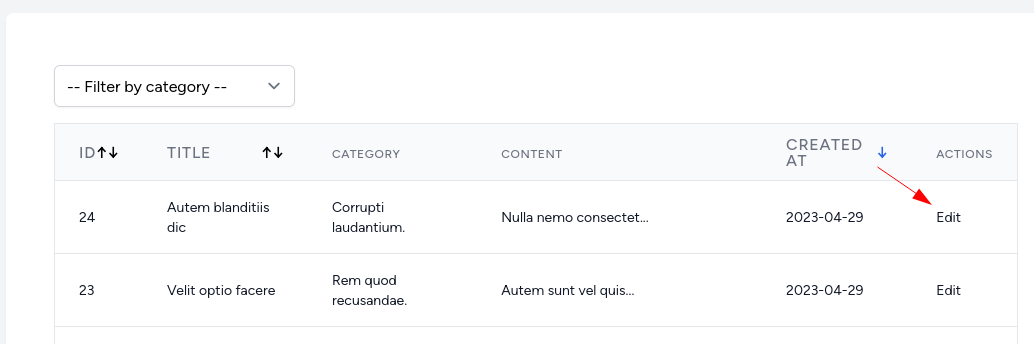 -- Filter by category --
ID TITLE CATEGORY CONTENT CREATED AT ACTIONS
24 Autem blanditiis dic Corrupti laudantium. Nulla nemo consectet... 2023-04-29 Edit
23 Velit optio facere Rem quod recusandae. Autem sunt vel quis... 2023-04-29 Edit